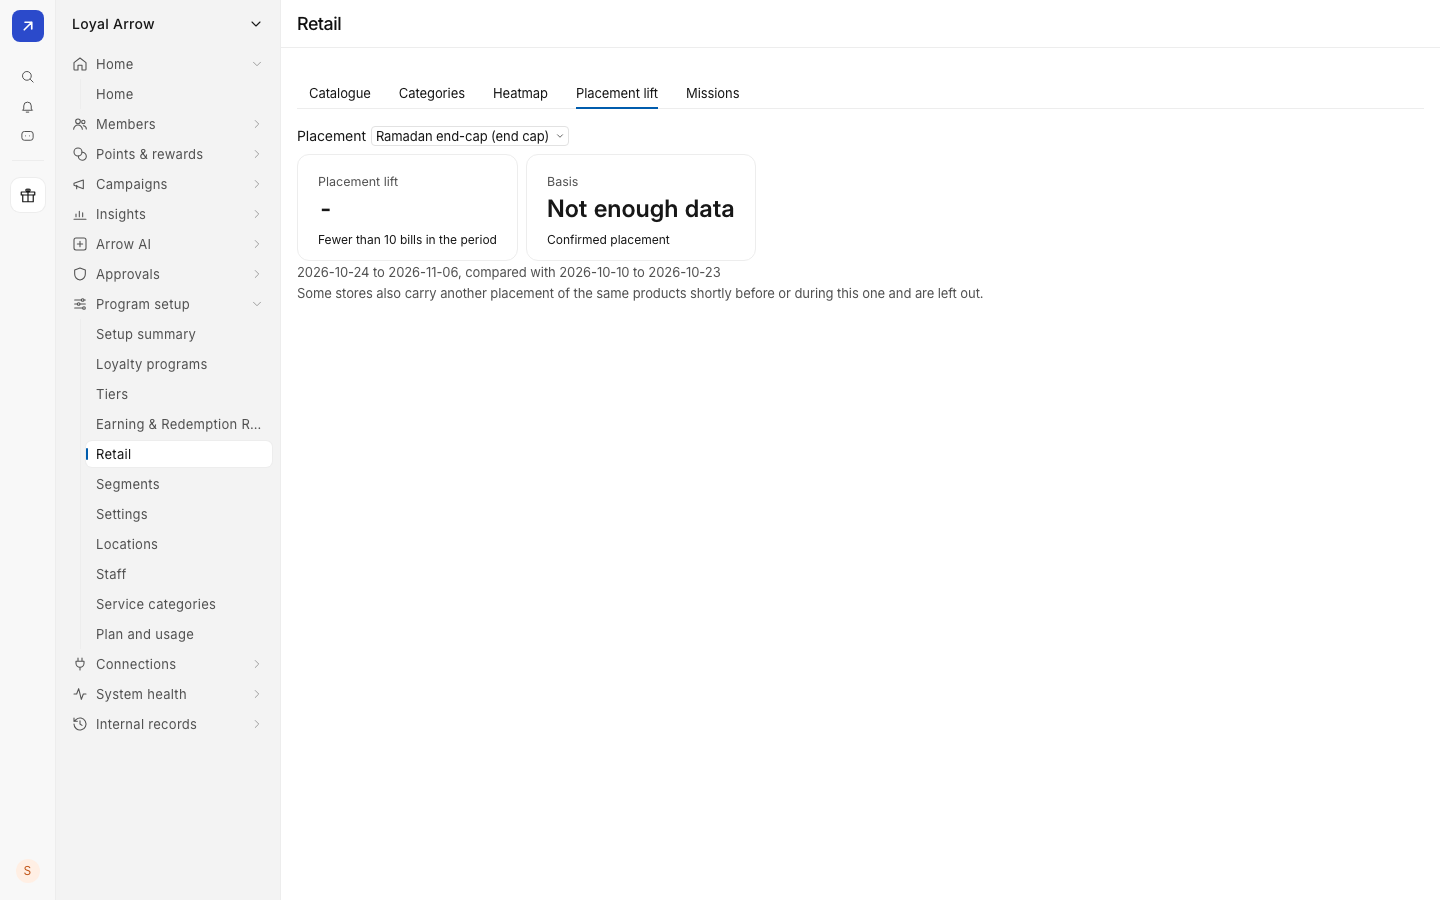 Loyal Arrow
Home
Home
Members
Points & rewards
Campaigns
Insights
Arrow AI
Approvals
Program setup
Setup summary
Loyalty programs
Tiers
Earning & Redemption R...
Retail
Segments
Settings
Locations
Staff
Service categories
Plan and usage
Connections
System health
Internal records
S
Retail
Catalogue Categories Heatmap Placement lift Missions
Placement Ramadan end-cap (end cap)
Placement lift
-
Fewer than 10 bills in the period
Basis
Not enough data
Confirmed placement
2026-10-24 to 2026-11-06, compared with 2026-10-10 to 2026-10-23
Some stores also carry another placement of the same products shortly before or during this one and are left out.